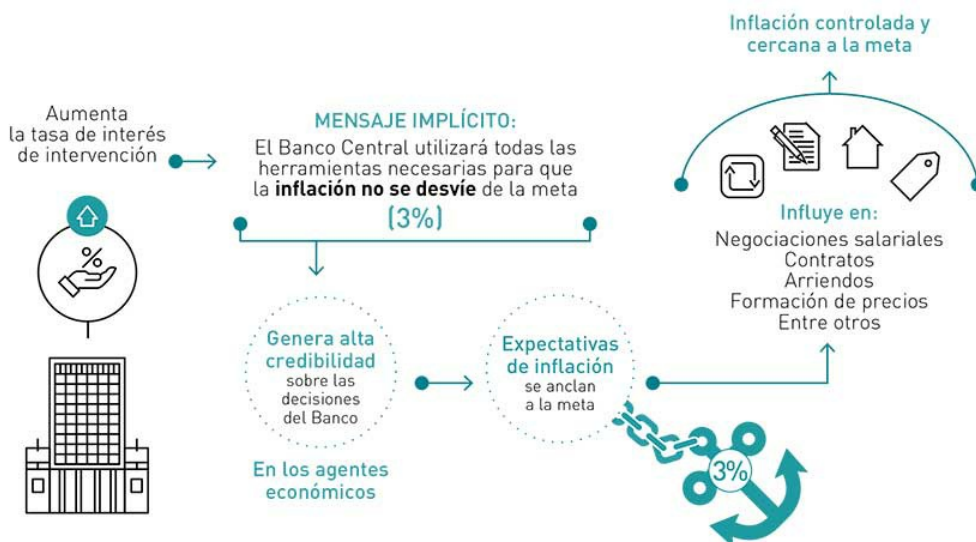 Aumenta
la tasa de interés
de intervención
%
MENSAJE IMPLÍCITO:
El Banco Central utilizará todas las
herramientas necesarias para que
la inflación no se desvíe de la meta
(3%)
Genera alta
credibilidad
sobre las
decisiones
del Banco
En los agentes
económicos
Expectativas
de inflación
se anclan
a la meta
3%
Inflación controlada y
cercana a la meta
Influye en:
Negociaciones salariales
Contratos
Arriendos
Formación de precios
Entre otros